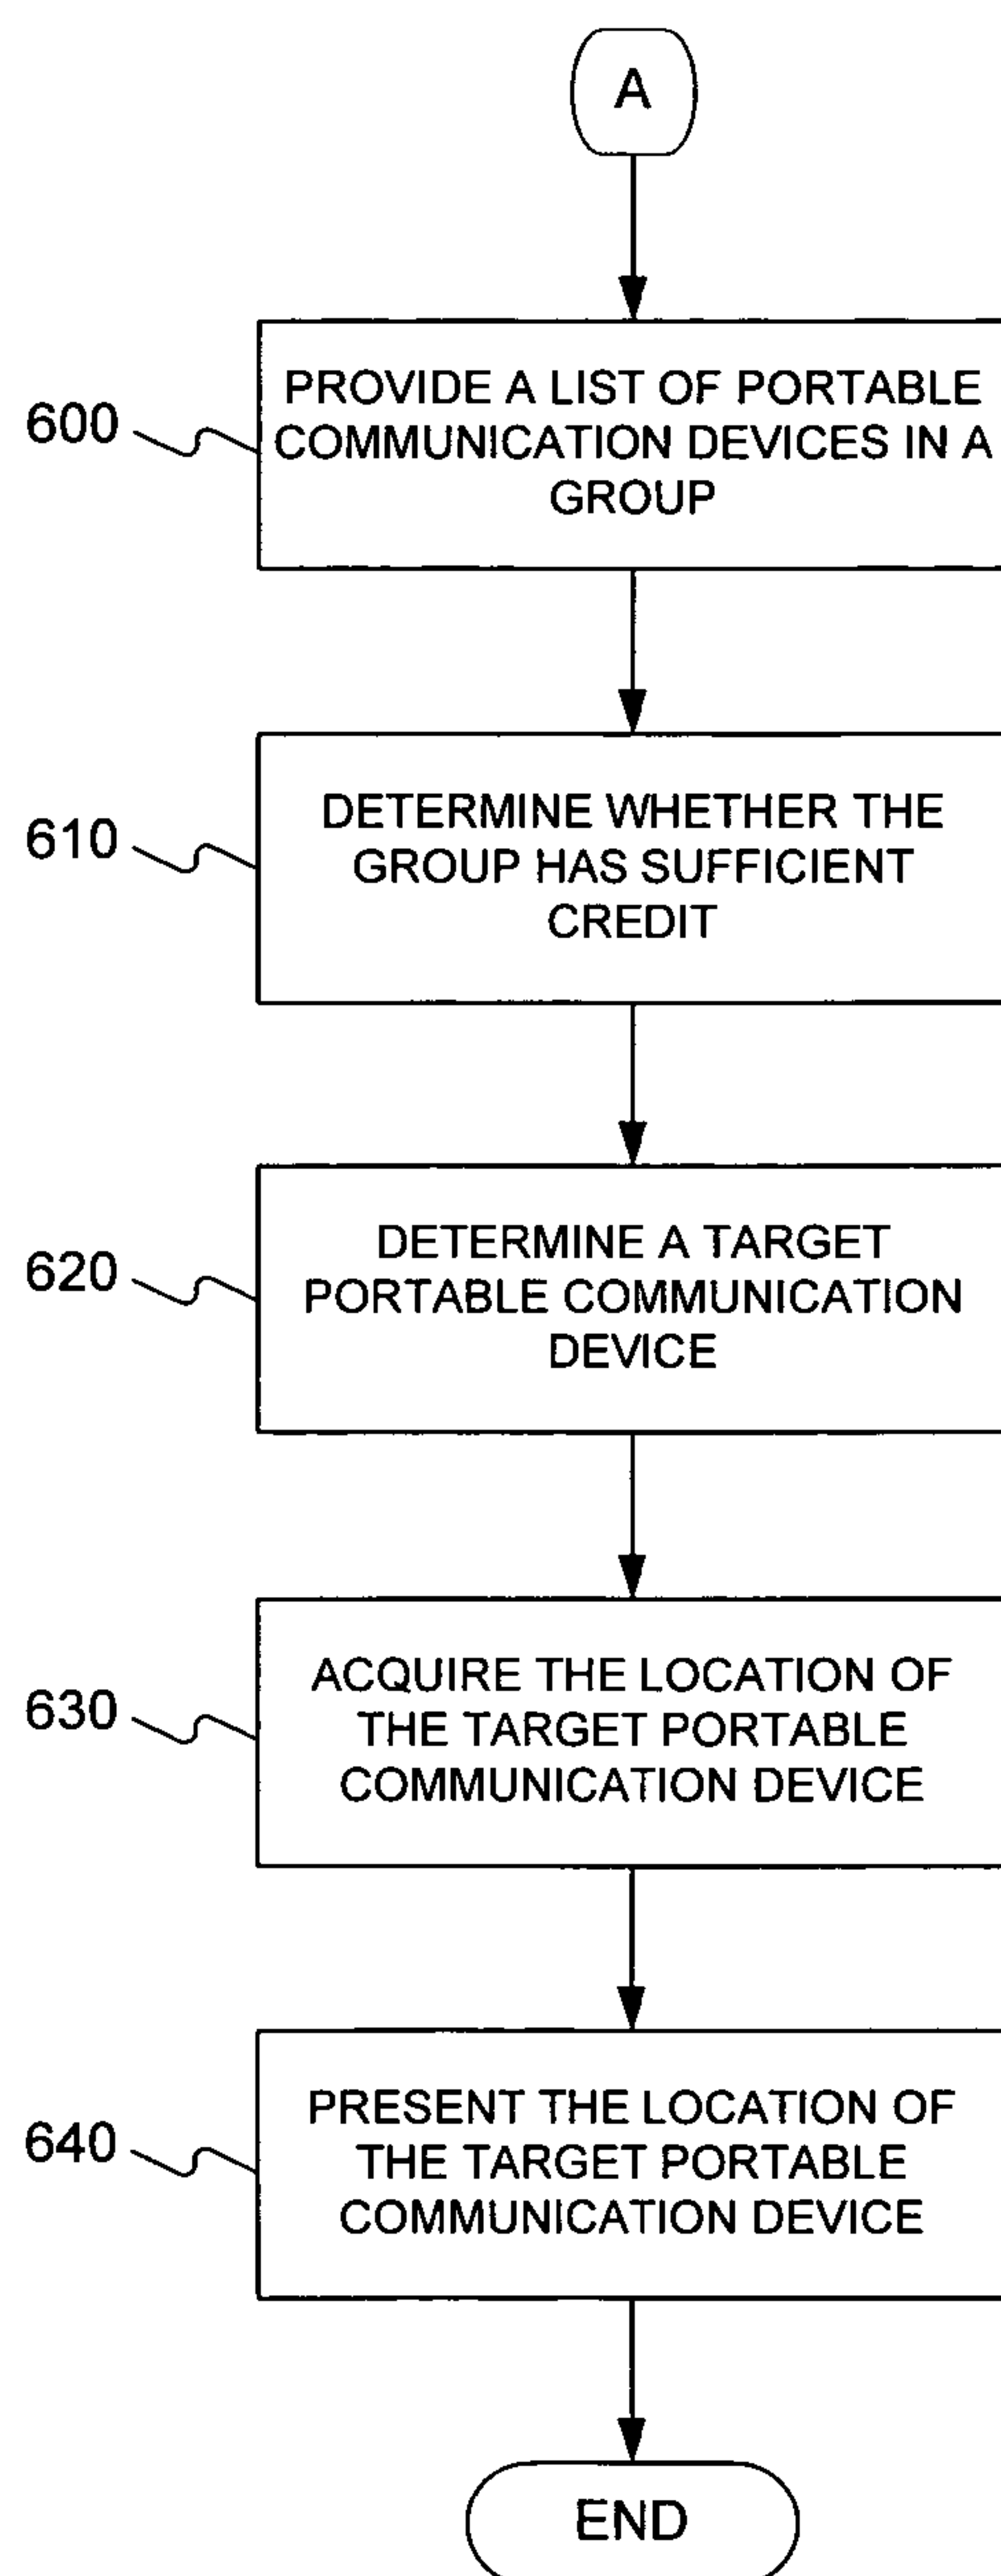 A
PROVIDE A LIST OF PORTABLE
COMMUNICATION DEVICES IN A
GROUP
600
DETERMINE WHETHER THE
GROUP HAS SUFFICIENT
CREDIT
610
DETERMINE A TARGET
PORTABLE COMMUNICATION
DEVICE
620
ACQUIRE THE LOCATION OF
THE TARGET PORTABLE
COMMUNICATION DEVICE
630
PRESENT THE LOCATION OF
THE TARGET PORTABLE
COMMUNICATION DEVICE
640
END